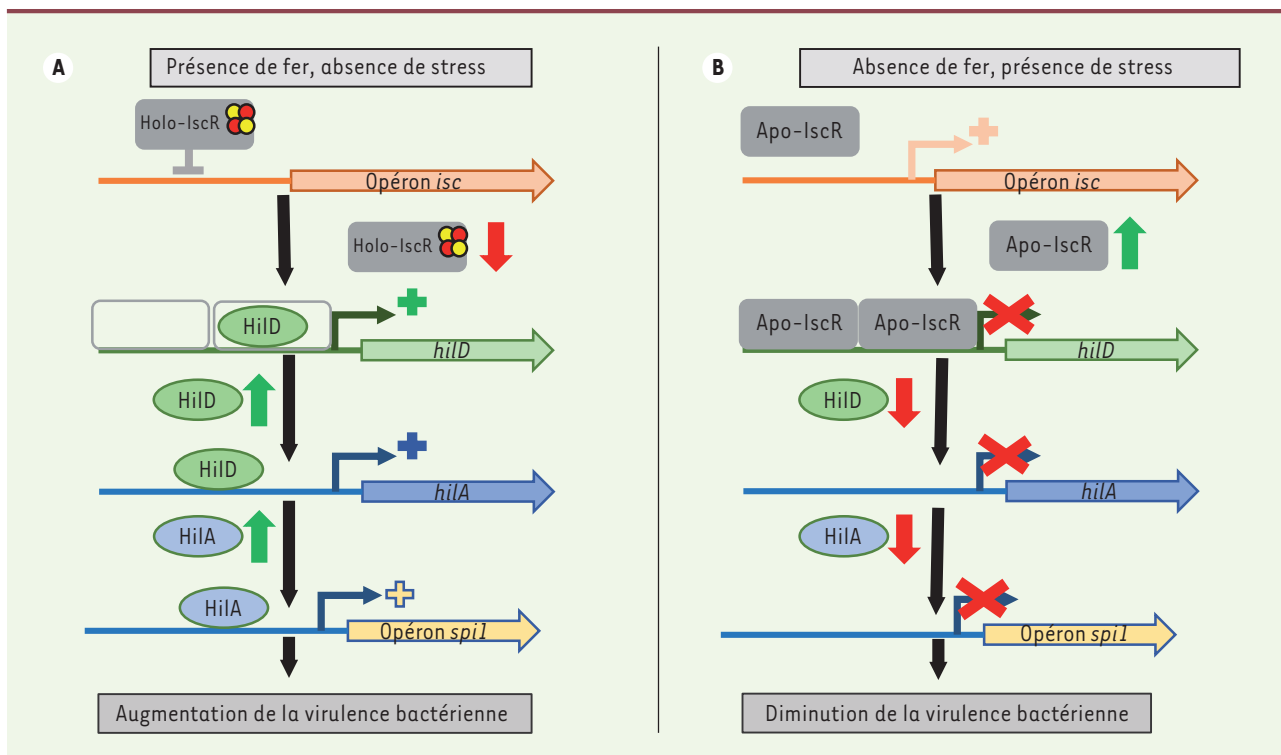 A
Présence de fer, absence de stress
Holo-IscR
Opéron isc
Holo-IscR
HilD
hilD
HilD
HilD
hilA
HilA
HilA
Opéron spi1
Augmentation de la virulence bactérienne
B
Absence de fer, présence de stress
Apo-IscR
Opéron isc
Apo-IscR
Apo-IscR
Apo-IscR
hilD
HilD
hilA
HilA
Opéron spi1
Diminution de la virulence bactérienne